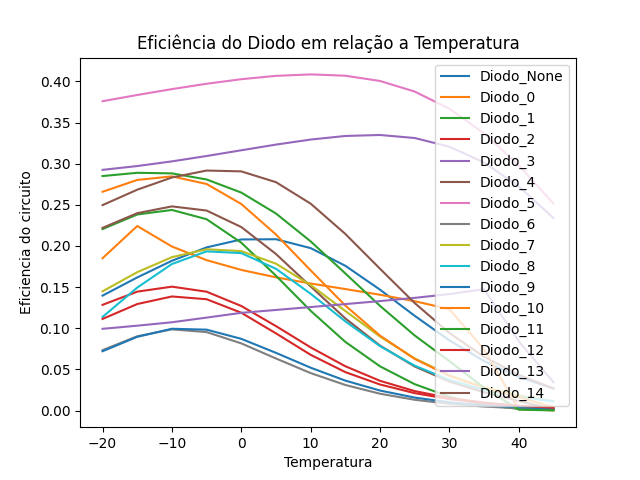 Eficiência do Diodo em relação a Temperatura
Eficiencia do circuito
0.40
0.35
0.30
0.25
0.20
0.15
0.10
0.05
0.00
Diodo_None
Diodo_0
Diodo_1
Diodo_2
Diodo_3
Diodo_4
Diodo_5
Diodo_6
Diodo_7
Diodo_8
Diodo_9
Diodo_10
Diodo_11
Diodo_12
Diodo_13
Diodo_14
−20 −10 0 10 20 30 40
Temperatura